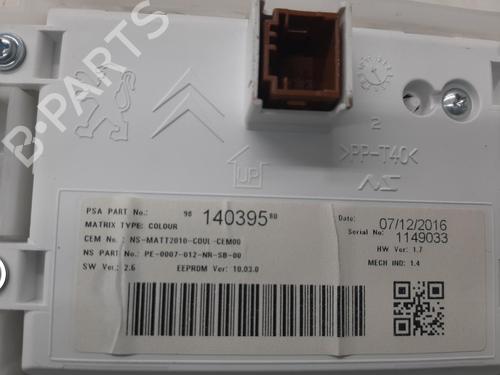 B-PARTS
2
>PP-T40<
UP
PSA PART No.: 98 140395 80
MATRIX TYPE: COLOUR
CEM No.: NS-MATT2010-COUL-CEM00
NS PART No.: PE-0007-012-NR-SB-00
SW Ver.: 2.6 EEPROM Ver: 10.03.0
Date: 07/12/2016
Serial No.: 1149033
HW Ver: 1.7
MECH IND: 1.4